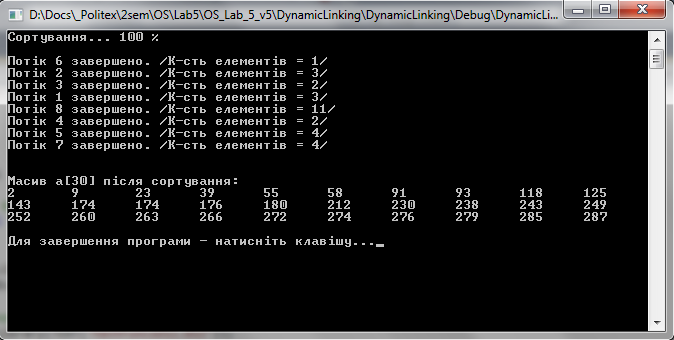 D:\Docs\_Politex\2sem\OS\Lab5\OS_Lab_5_v5\DynamicLinking\DynamicLinking\Debug\DynamicLi...
Сортування... 100 %
Потік 6 завершено. /К-сть елементів = 1/
Потік 2 завершено. /К-сть елементів = 3/
Потік 3 завершено. /К-сть елементів = 2/
Потік 1 завершено. /К-сть елементів = 3/
Потік 8 завершено. /К-сть елементів = 11/
Потік 4 завершено. /К-сть елементів = 2/
Потік 5 завершено. /К-сть елементів = 4/
Потік 7 завершено. /К-сть елементів = 4/
Масив a[30] після сортування:
2 9 23 39 55 58 91 93 118 125
143 174 174 176 180 212 230 238 243 249
252 260 263 266 272 274 276 279 285 287
Для завершення програми - натисніть клавішу..._